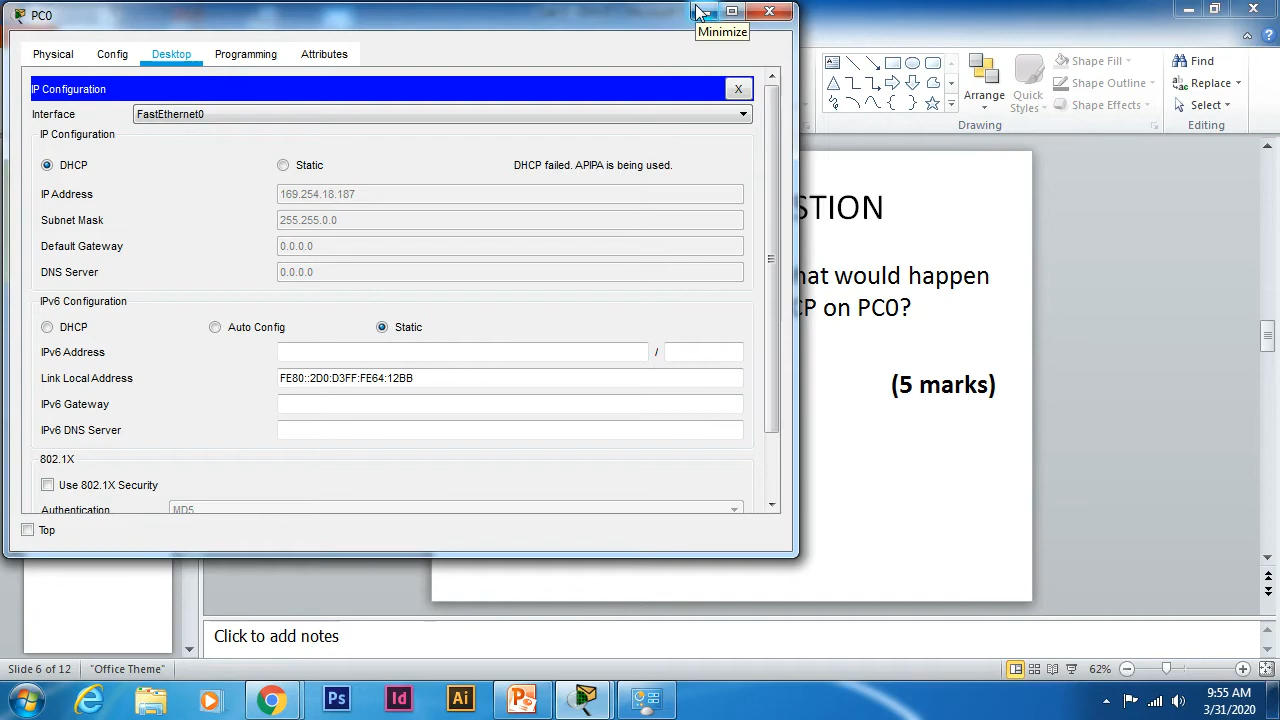 PC0
Minimize
Physical Config Desktop Programming Attributes
IP Configuration X
Interface FastEthernet0
IP Configuration
DHCP Static DHCP failed. APIPA is being used.
IP Address 169.254.18.187
Subnet Mask 255.255.0.0
Default Gateway 0.0.0.0
DNS Server 0.0.0.0
IPv6 Configuration
DHCP Auto Config Static
IPv6 Address /
Link Local Address FE80::2D0:D3FF:FE64:12BB
IPv6 Gateway
IPv6 DNS Server
802.1X
Use 802.1X Security
Authentication MD5
Top
Shape Fill
Shape Outline
Shape Effects
Arrange
Quick
Styles
Drawing
Find
Replace
Select
Editing
STION
hat would happen
CP on PC0?
(5 marks)
Click to add notes
Slide 6 of 12 "Office Theme" 62%
Ps Id Ai
9:55 AM
3/31/2020